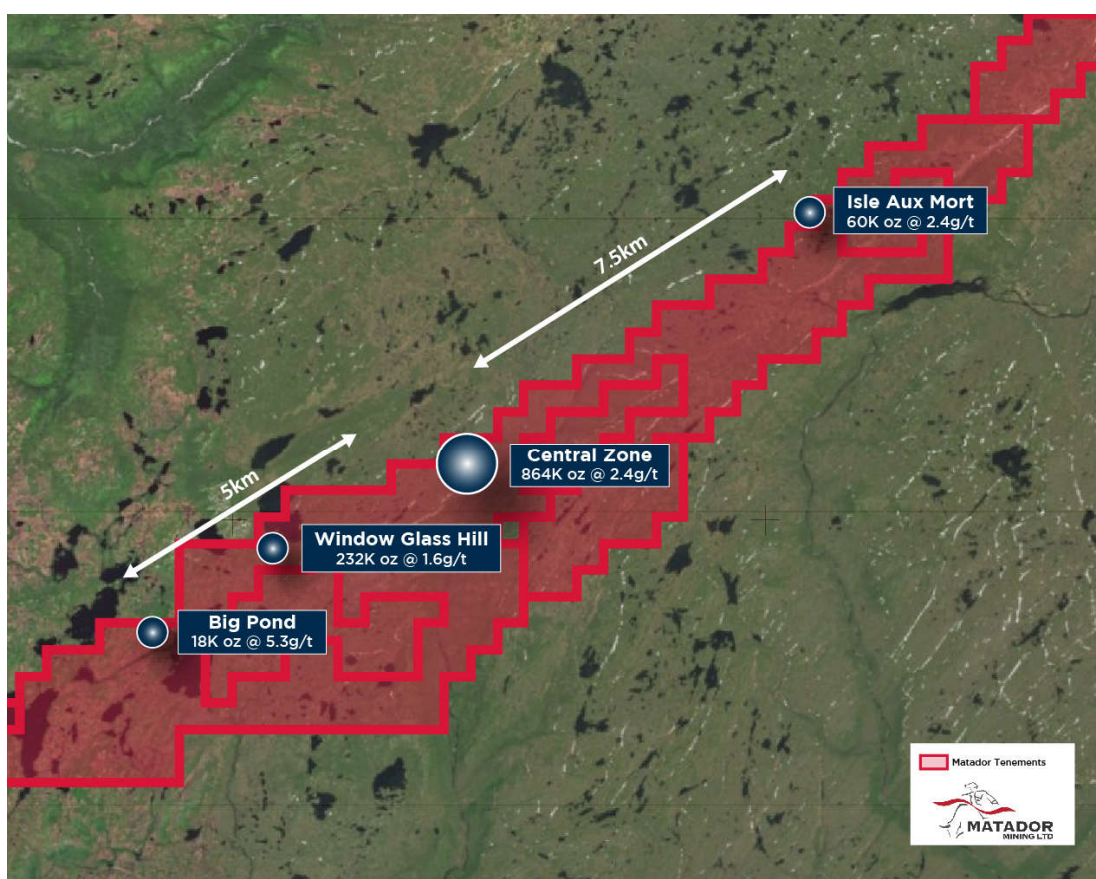 Isle Aux Mort
60K oz @ 2.4g/t
7.5km
Central Zone
864K oz @ 2.4g/t
5km
Window Glass Hill
232K oz @ 1.6g/t
Big Pond
18K oz @ 5.3g/t
Matador Tenements
MATADOR
MINING LTD